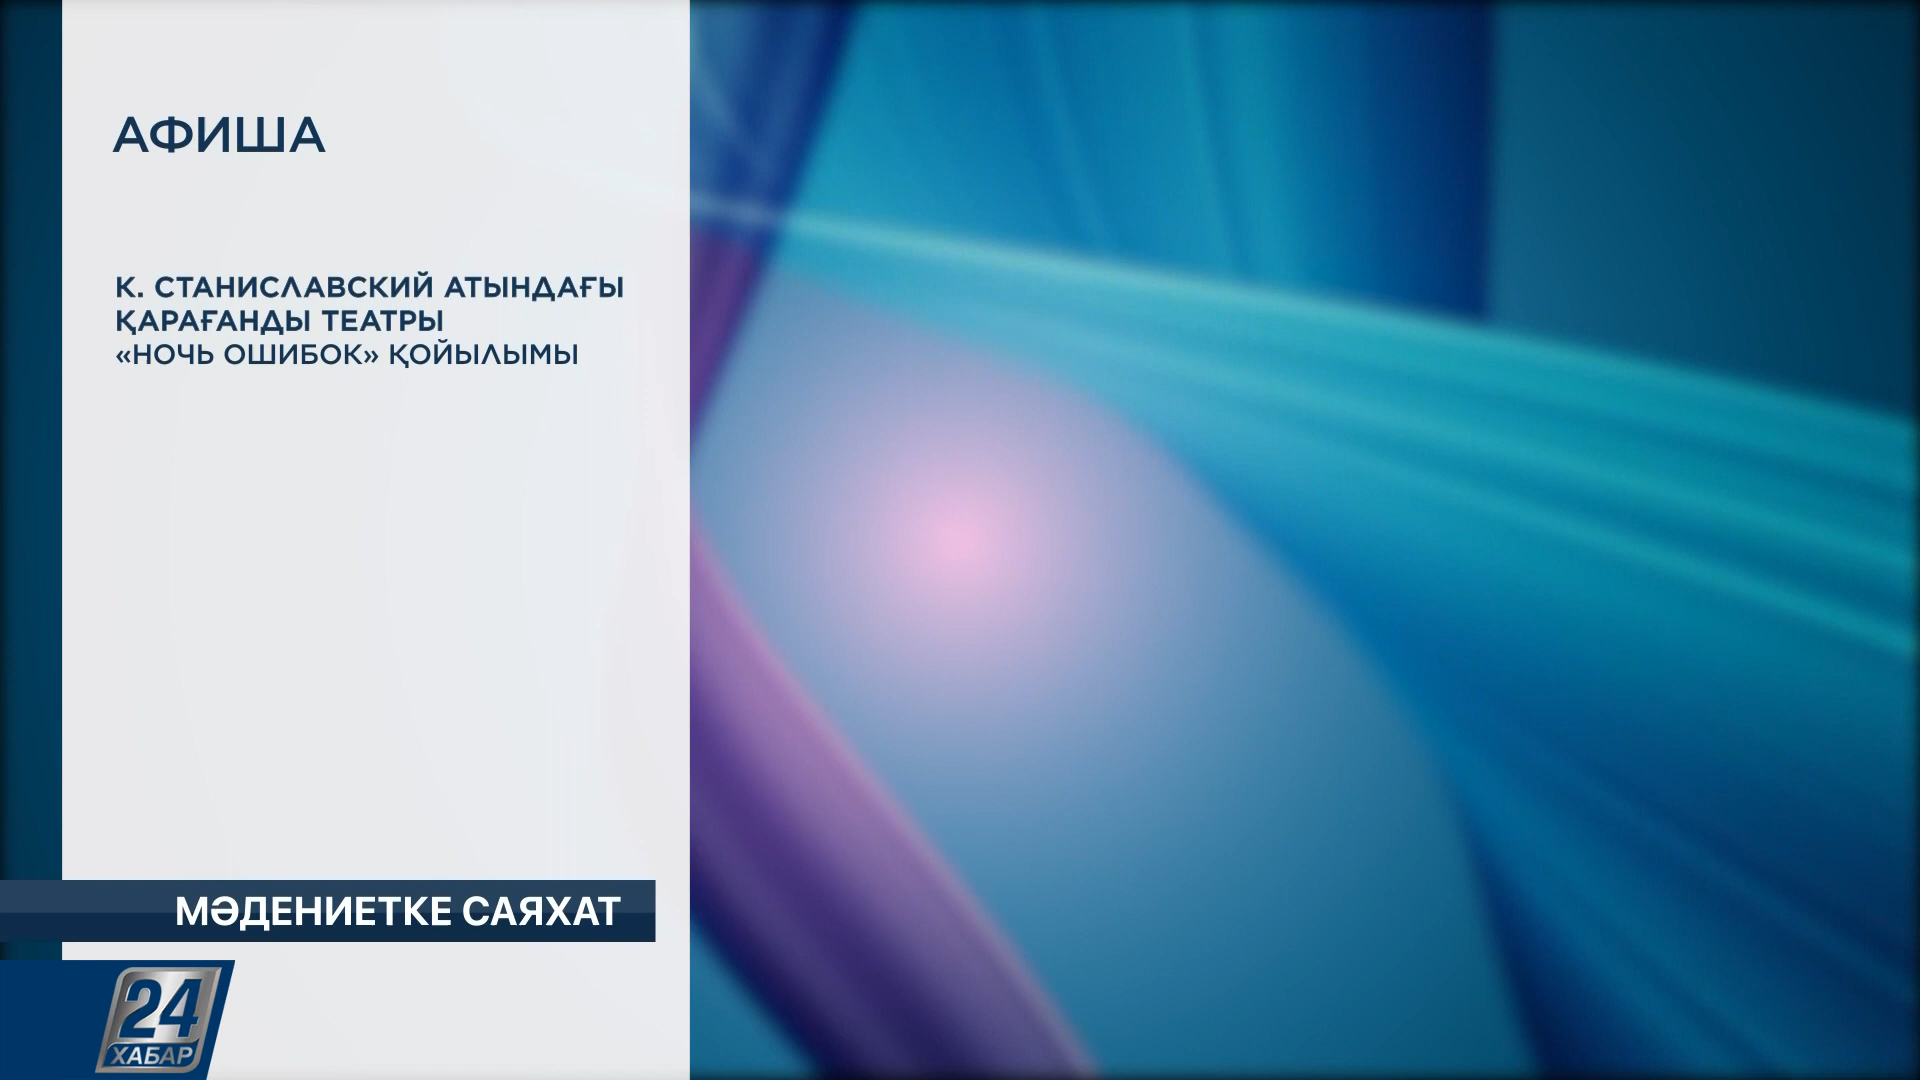 АФИША
К. СТАНИСЛАВСКИЙ АТЫНДАҒЫ
ҚАРАҒАНДЫ ТЕАТРЫ
«НОЧЬ ОШИБОК» ҚОЙЫЛЫМЫ
МӘДЕНИЕТКЕ САЯХАТ
24
ХАБАР